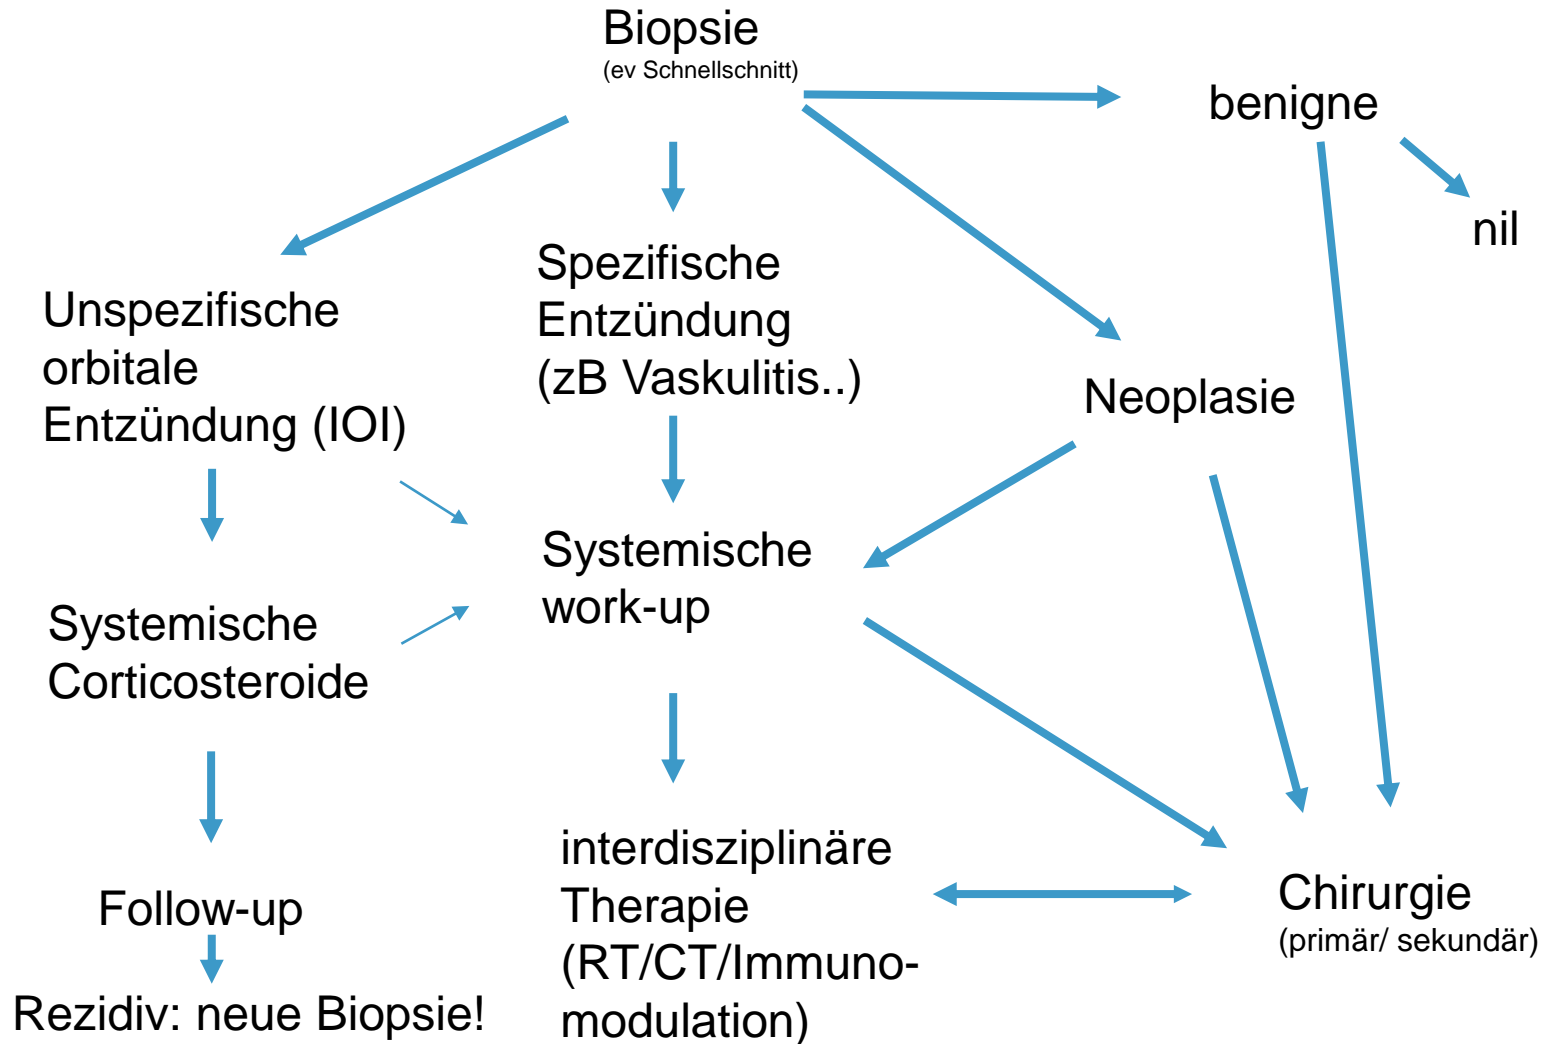 Biopsie
(ev Schnellschnitt)
benigne
nil
Unspezifische
orbitale
Entzündung (IOI)
Spezifische
Entzündung
(zB Vaskulitis..)
Neoplasie
Systemische
Corticosteroide
Systemische
work-up
Follow-up
Rezidiv: neue Biopsie!
interdisziplinäre
Therapie
(RT/CT/Immuno-
modulation)
Chirurgie
(primär/ sekundär)